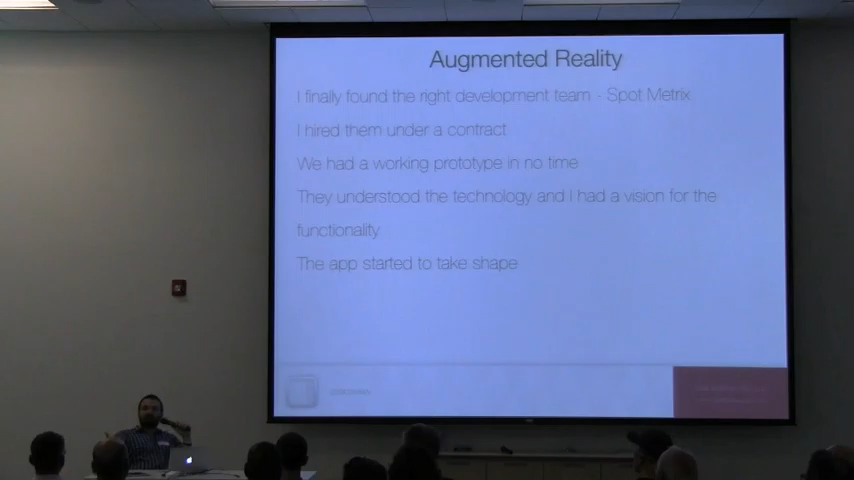 Augmented Reality
I finally found the right development team - Spot Metrix
I hired them under a contract
We had a working prototype in no time
They understood the technology and I had a vision for the
functionality
The app started to take shape